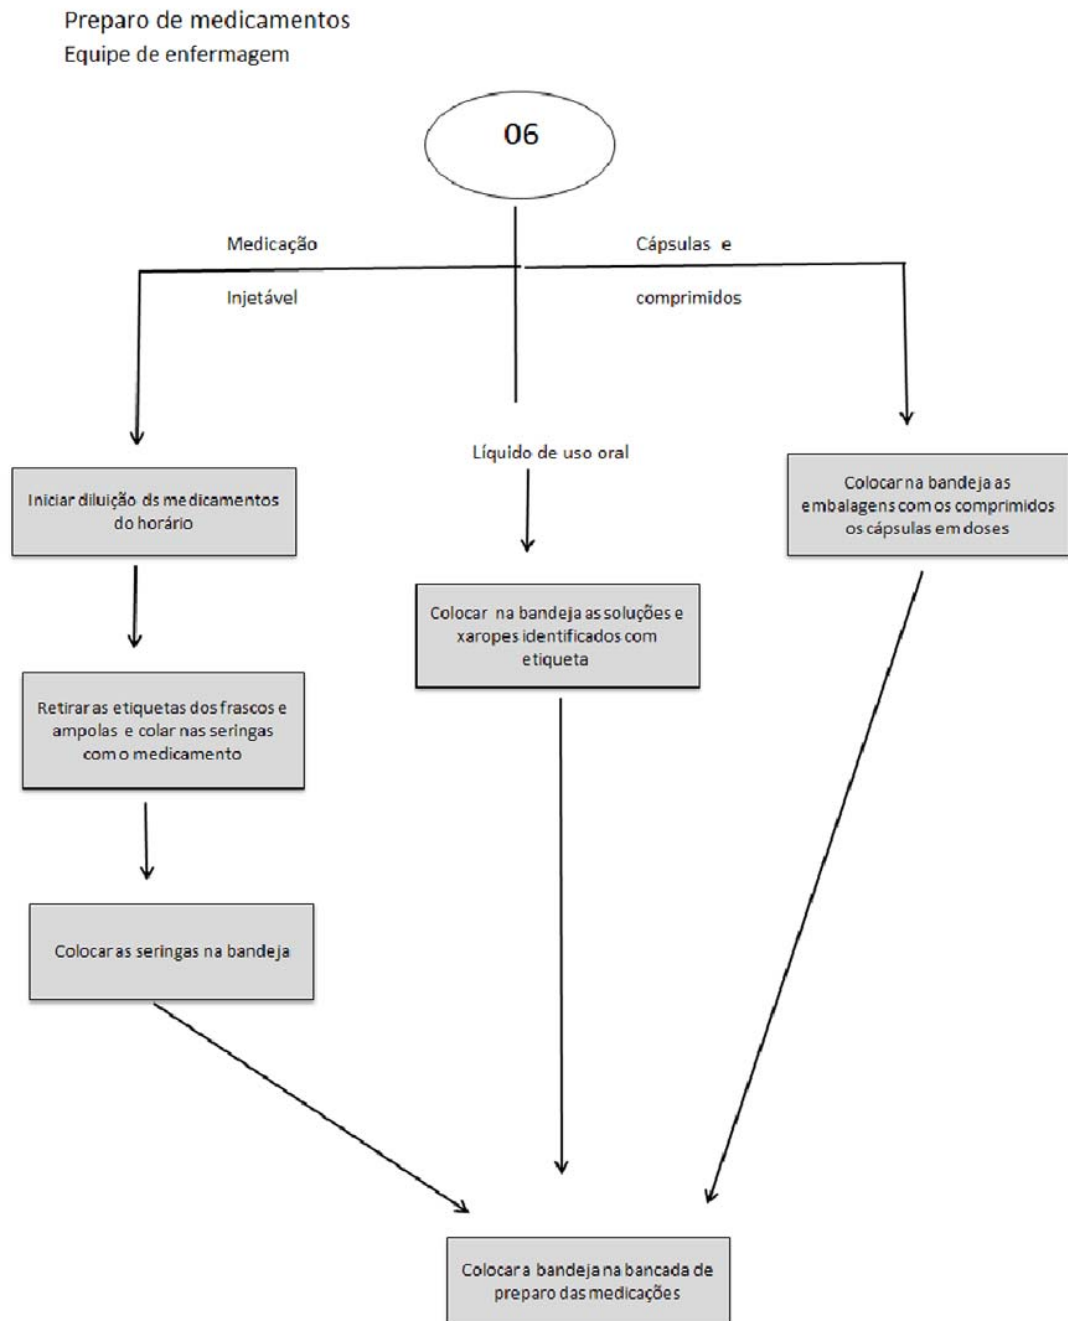 Preparo de medicamentos
Equipe de enfermagem
06
Medicação
Injetável
Cápsulas e
comprimidos
Líquido de uso oral
Iniciar diluição ds medicamentos
do horário
Colocar na bandeja as
embalagens com os comprimidos
os cápsulas em doses
Colocar na bandeja as soluções e
xaropes identificados com
etiqueta
Retirar as etiquetas dos frascos e
ampolas e colar nas seringas
com o medicamento
Colocar as seringas na bandeja
Colocar a bandeja na bancada de
preparo das medicações